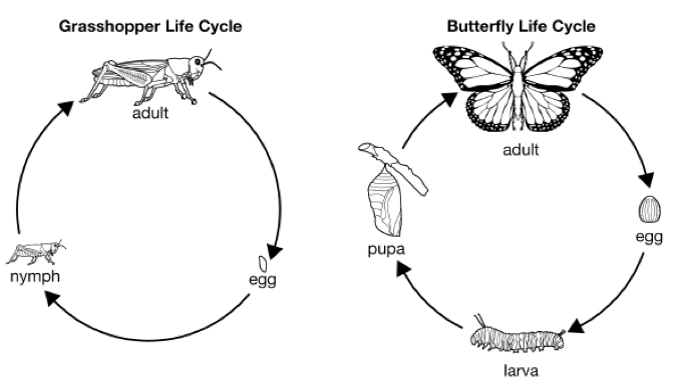 Grasshopper Life Cycle
adult
nymph
egg
Butterfly Life Cycle
adult
pupa
egg
larva